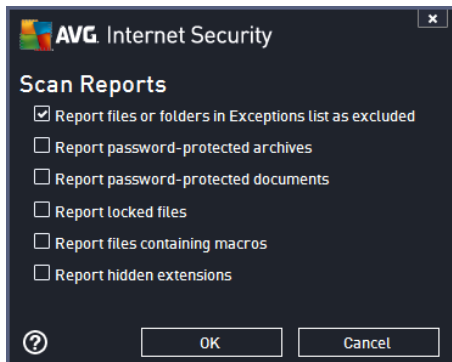 AVG. Internet Security
Scan Reports
Report files or folders in Exceptions list as excluded
Report password-protected archives
Report password-protected documents
Report locked files
Report files containing macros
Report hidden extensions
? OK Cancel